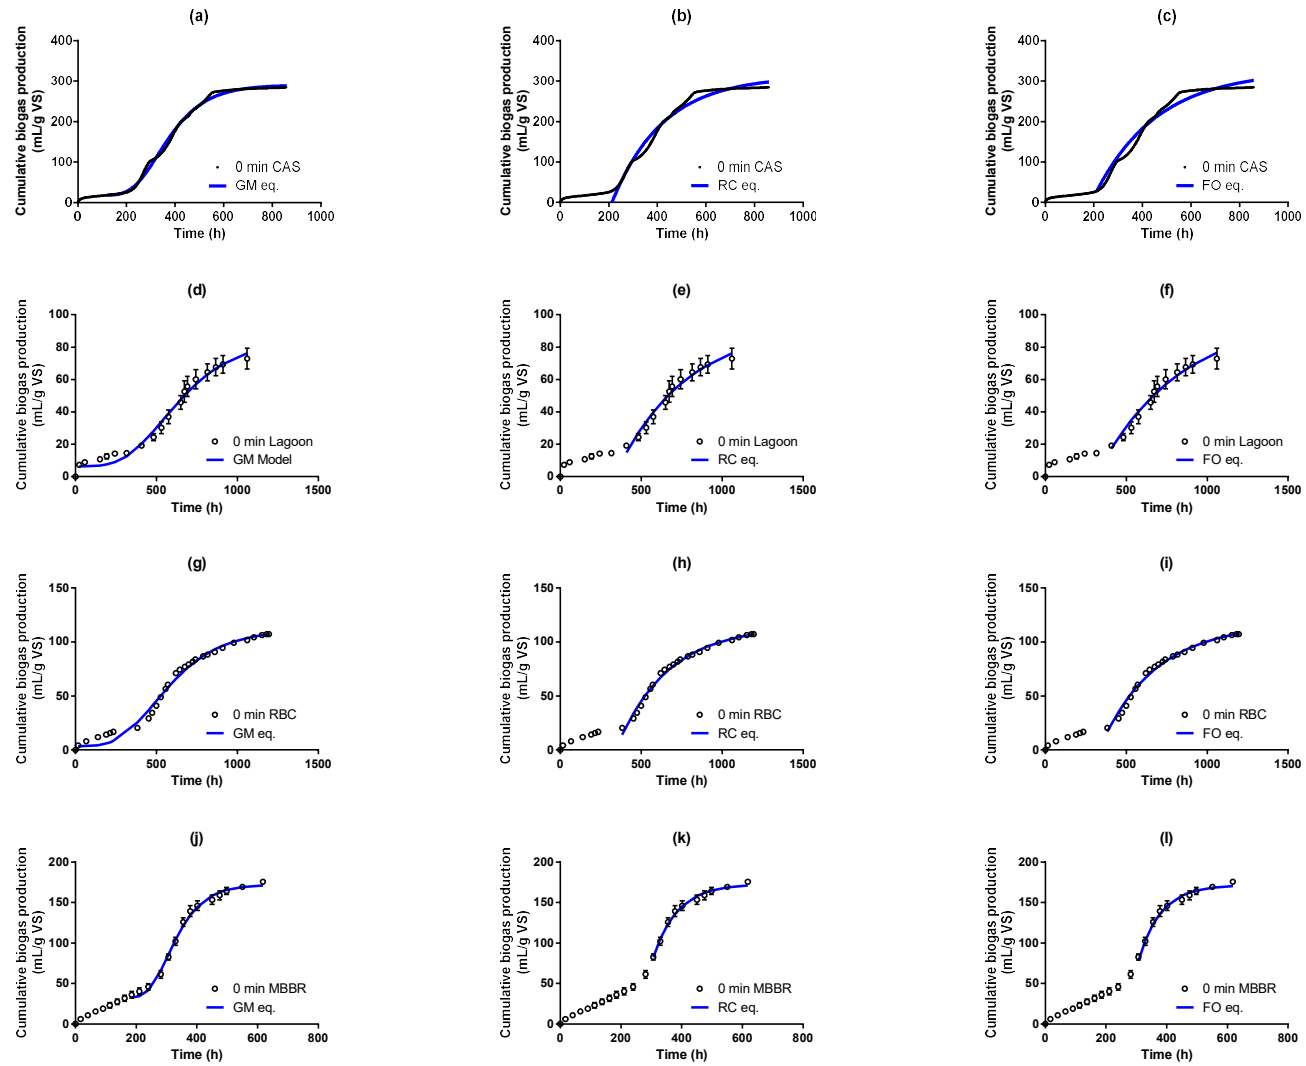 (a)
Cumulative biogas production
(mL/g VS)
400
300
200
100
0
0 min CAS
GM eq.
0 200 400 600 800 1000
Time (h)
(b)
Cumulative biogas production
(mL/g VS)
400
300
200
100
0
0 min CAS
RC eq.
0 200 400 600 800 1000
Time (h)
(c)
Cumulative biogas production
(mL/g VS)
400
300
200
100
0
0 min CAS
FO eq.
0 200 400 600 800 1000
Time (h)
(d)
Cumulative biogas production
(mL/g VS)
100
80
60
40
20
0
0 min Lagoon
GM Model
0 500 1000 1500
Time (h)
(e)
Cumulative biogas production
(mL/g VS)
100
80
60
40
20
0
0 min Lagoon
RC eq.
0 500 1000 1500
Time (h)
(f)
Cumulative biogas production
(mL/g VS)
100
80
60
40
20
0
0 min Lagoon
FO eq.
0 500 1000 1500
Time (h)
(g)
Cumulative biogas production
(mL/g VS)
150
100
50
0
0 min RBC
GM eq.
0 500 1000 1500
Time (h)
(h)
Cumulative biogas production
(mL/g VS)
150
100
50
0
0 min RBC
RC eq.
0 500 1000 1500
Time (h)
(i)
Cumulative biogas production
(mL/g VS)
150
100
50
0
0 min RBC
FO eq.
0 500 1000 1500
Time (h)
(j)
Cumulative biogas production
(mL/g VS)
200
150
100
50
0
0 min MBBR
GM eq.
0 200 400 600 800
Time (h)
(k)
Cumulative biogas production
(mL/g VS)
200
150
100
50
0
0 min MBBR
RC eq.
0 200 400 600 800
Time (h)
(l)
Cumulative biogas production
(mL/g VS)
200
150
100
50
0
0 min MBBR
FO eq.
0 200 400 600 800
Time (h)